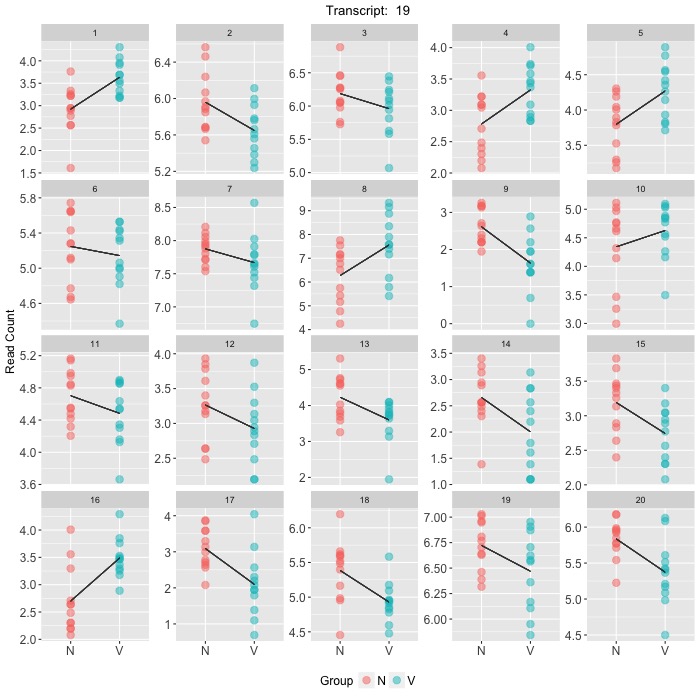 Transcript: 19
1 2 3 4 5
4.0 3.5 3.0 2.5 2.0 1.5
6.4 6.0 5.6 5.2
6.5 6.0 5.5 5.0
4.0 3.5 3.0 2.5 2.0
4.5 4.0 3.5
6 7 8 9 10
5.8 5.4 5.0 4.6
8.5 8.0 7.5 7.0
9 8 7 6 5 4
3 2 1 0
5.0 4.5 4.0 3.5 3.0
Read Count
11 12 13 14 15
5.2 4.8 4.4 4.0 3.6
4.0 3.5 3.0 2.5
5 4 3 2
3.5 3.0 2.5 2.0 1.5 1.0
3.5 3.0 2.5 2.0
16 17 18 19 20
4.0 3.5 3.0 2.5 2.0
4 3 2 1
6.0 5.5 5.0 4.5
7.00 6.75 6.50 6.25 6.00
6.0 5.5 5.0 4.5
N V N V N V N V N V
Group N V